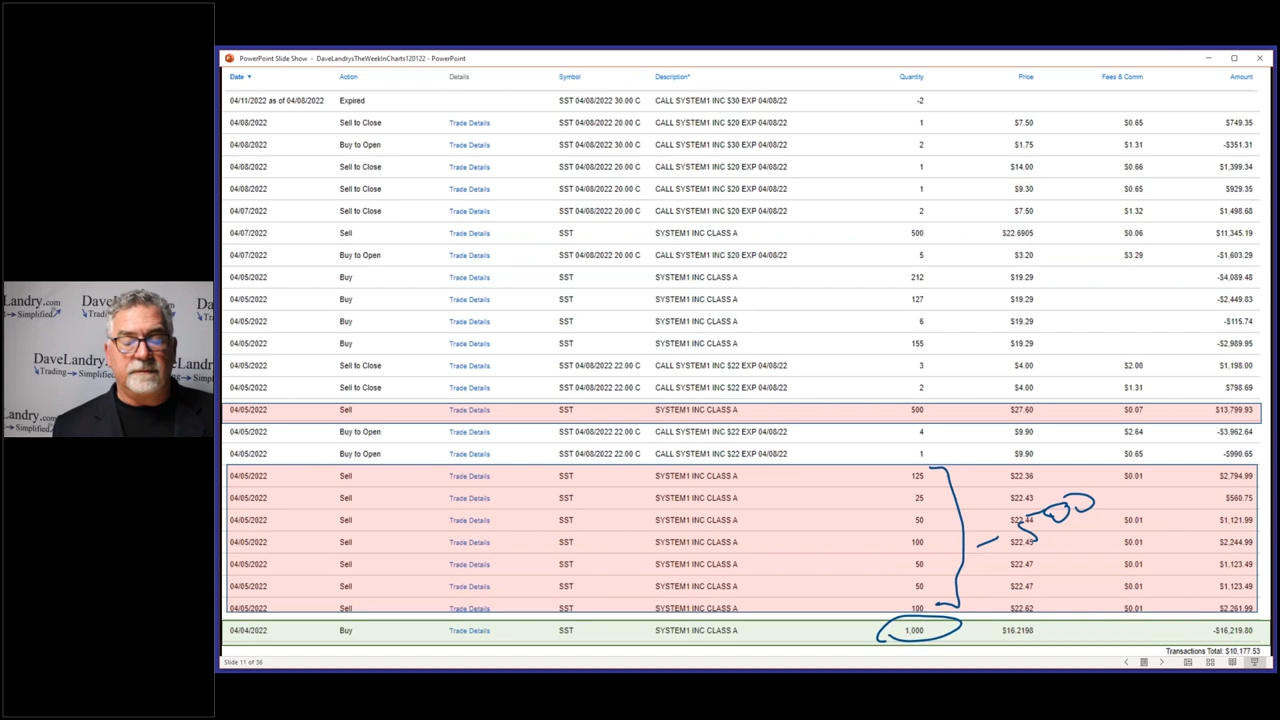 PowerPoint Slide Show - DaveLandrysTheWeekInCharts120122 - PowerPoint
Date Action Details Symbol Description* Quantity Price Fees & Comm Amount
04/11/2022 as of 04/08/2022 Expired SST 04/08/2022 30.00 C CALL SYSTEM1 INC $30 EXP 04/08/22 -2
04/08/2022 Sell to Close Trade Details SST 04/08/2022 20.00 C CALL SYSTEM1 INC $20 EXP 04/08/22 1 $7.50 $0.65 $749.35
04/08/2022 Buy to Open Trade Details SST 04/08/2022 30.00 C CALL SYSTEM1 INC $30 EXP 04/08/22 2 $1.75 $1.31 -$351.31
04/08/2022 Sell to Close Trade Details SST 04/08/2022 20.00 C CALL SYSTEM1 INC $20 EXP 04/08/22 1 $14.00 $0.66 $1,399.34
04/08/2022 Sell to Close Trade Details SST 04/08/2022 20.00 C CALL SYSTEM1 INC $20 EXP 04/08/22 1 $9.30 $0.65 $929.35
04/07/2022 Sell to Close Trade Details SST 04/08/2022 20.00 C CALL SYSTEM1 INC $20 EXP 04/08/22 2 $7.50 $1.32 $1,498.68
04/07/2022 Sell Trade Details SST SYSTEM1 INC CLASS A 500 $22.6905 $0.06 $11,345.19
04/07/2022 Buy to Open Trade Details SST 04/08/2022 20.00 C CALL SYSTEM1 INC $20 EXP 04/08/22 5 $3.20 $3.29 -$1,603.29
04/05/2022 Buy Trade Details SST SYSTEM1 INC CLASS A 212 $19.29 -$4,089.48
04/05/2022 Buy Trade Details SST SYSTEM1 INC CLASS A 127 $19.29 -$2,449.83
04/05/2022 Buy Trade Details SST SYSTEM1 INC CLASS A 6 $19.29 -$115.74
04/05/2022 Buy Trade Details SST SYSTEM1 INC CLASS A 155 $19.29 -$2,989.95
04/05/2022 Sell to Close Trade Details SST 04/08/2022 22.00 C CALL SYSTEM1 INC $22 EXP 04/08/22 3 $4.00 $2.00 $1,198.00
04/05/2022 Sell to Close Trade Details SST 04/08/2022 22.00 C CALL SYSTEM1 INC $22 EXP 04/08/22 2 $4.00 $1.31 $798.69
04/05/2022 Sell Trade Details SST SYSTEM1 INC CLASS A 500 $27.60 $0.07 $13,799.93
04/05/2022 Buy to Open Trade Details SST 04/08/2022 22.00 C CALL SYSTEM1 INC $22 EXP 04/08/22 4 $9.90 $2.64 -$3,962.64
04/05/2022 Buy to Open Trade Details SST 04/08/2022 22.00 C CALL SYSTEM1 INC $22 EXP 04/08/22 1 $9.90 $0.65 -$990.65
04/05/2022 Sell Trade Details SST SYSTEM1 INC CLASS A 125 $22.36 $0.01 $2,794.99
04/05/2022 Sell Trade Details SST SYSTEM1 INC CLASS A 25 $22.43 $560.75
04/05/2022 Sell Trade Details SST SYSTEM1 INC CLASS A 50 $22.44 $0.01 $1,121.99
-500
04/05/2022 Sell Trade Details SST SYSTEM1 INC CLASS A 100 $22.45 $0.01 $2,244.99
04/05/2022 Sell Trade Details SST SYSTEM1 INC CLASS A 50 $22.47 $0.01 $1,123.49
04/05/2022 Sell Trade Details SST SYSTEM1 INC CLASS A 50 $22.47 $0.01 $1,123.49
04/05/2022 Sell Trade Details SST SYSTEM1 INC CLASS A 100 $22.62 $0.01 $2,261.99
04/04/2022 Buy Trade Details SST SYSTEM1 INC CLASS A 1,000 $16.2198 -$16,219.80
Transactions Total: $10,177.53
Slide 11 of 36
Landry.com DaveLandry
DaveLandry.c
Trading Simplified
Landry.com